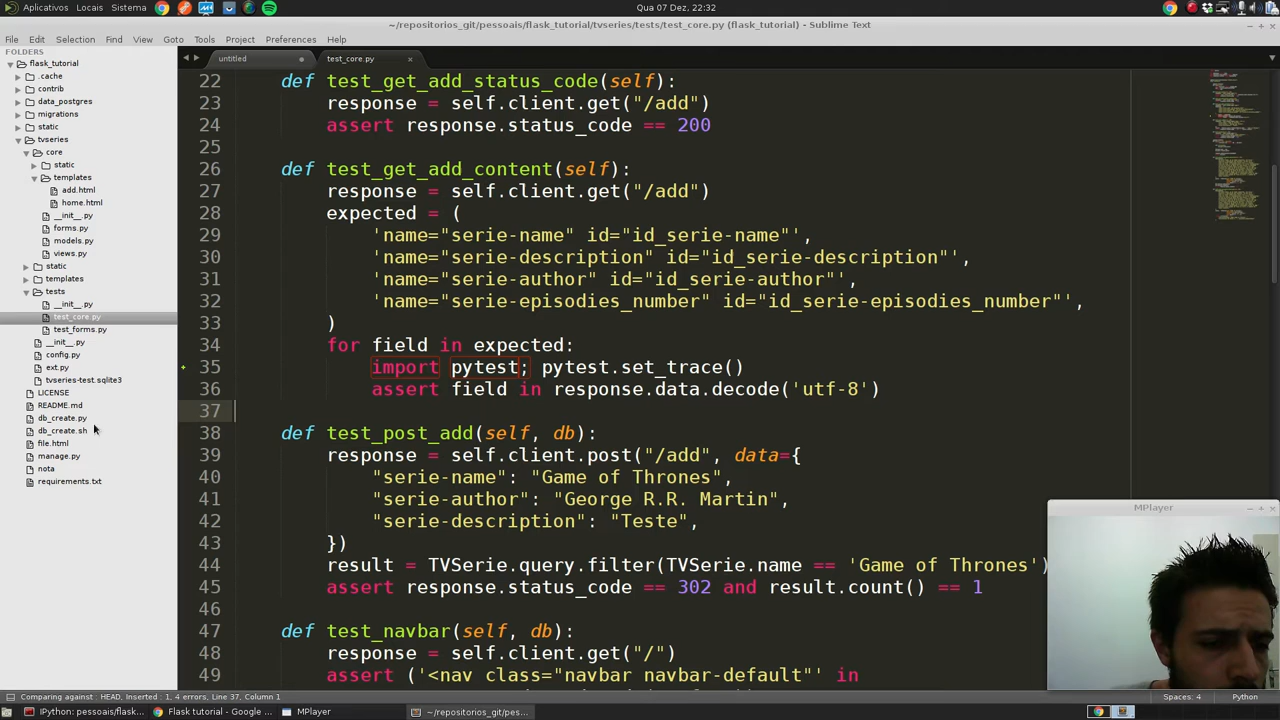 Aplicativos Locais Sistema
Qua 07 Dez, 22:32
~/repositorios_git/pessoais/flask_tutorial/tvseries/tests/test_core.py (flask_tutorial) - Sublime Text
File Edit Selection Find View Goto Tools Project Preferences Help
FOLDERS
flask_tutorial
.cache
contrib
data_postgres
migrations
static
tvseries
core
static
templates
add.html
home.html
__init__.py
forms.py
models.py
views.py
static
templates
tests
__init__.py
test_core.py
test_forms.py
__init__.py
config.py
ext.py
tvseries-test.sqlite3
LICENSE
README.md
db_create.py
db_create.sh
file.html
manage.py
nota
requirements.txt
untitled
test_core.py
22 def test_get_add_status_code(self):
23 response = self.client.get("/add")
24 assert response.status_code == 200
25
26 def test_get_add_content(self):
27 response = self.client.get("/add")
28 expected = (
29 'name="serie-name" id="id_serie-name"',
30 'name="serie-description" id="id_serie-description"',
31 'name="serie-author" id="id_serie-author"',
32 'name="serie-episodies_number" id="id_serie-episodies_number"',
33 )
34 for field in expected:
35 import pytest; pytest.set_trace()
36 assert field in response.data.decode('utf-8')
37
38 def test_post_add(self, db):
39 response = self.client.post("/add", data={
40 "serie-name": "Game of Thrones",
41 "serie-author": "George R.R. Martin",
42 "serie-description": "Teste",
43 })
44 result = TVSerie.query.filter(TVSerie.name == 'Game of Thrones')
45 assert response.status_code == 302 and result.count() == 1
46
47 def test_navbar(self, db):
48 response = self.client.get("/")
49 assert ('<nav class="navbar navbar-default"' in
MPlayer
Comparing against : HEAD, Inserted : 1, 4 errors, Line 37, Column 1
Spaces: 4
Python
IPython: pessoais/flask...
Flask tutorial - Google ...
MPlayer
~/repositorios_git/pes...